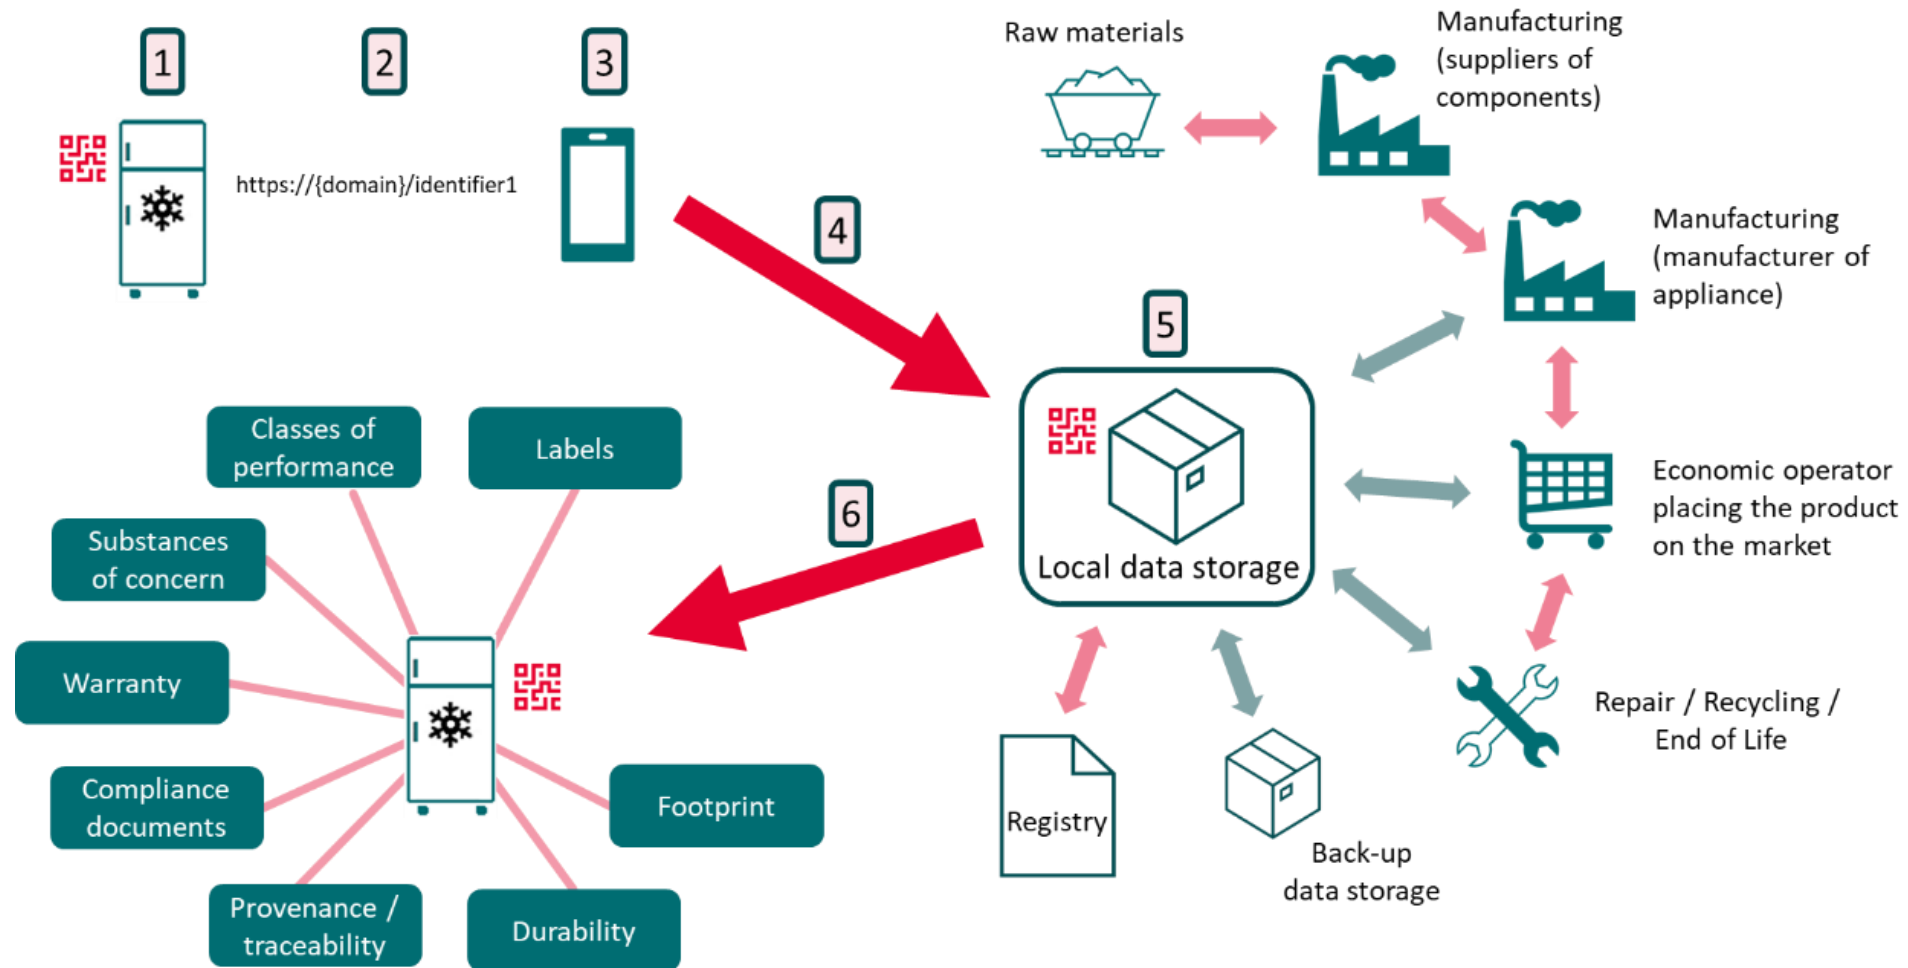 1
2
3
https://{domain}/identifier1
4
Raw materials
Manufacturing
(suppliers of
components)
Manufacturing
(manufacturer of
appliance)
5
Local data storage
Economic operator
placing the product
on the market
Repair / Recycling /
End of Life
Registry
Back-up
data storage
6
Classes of
performance
Labels
Substances
of concern
Warranty
Compliance
documents
Footprint
Provenance /
traceability
Durability